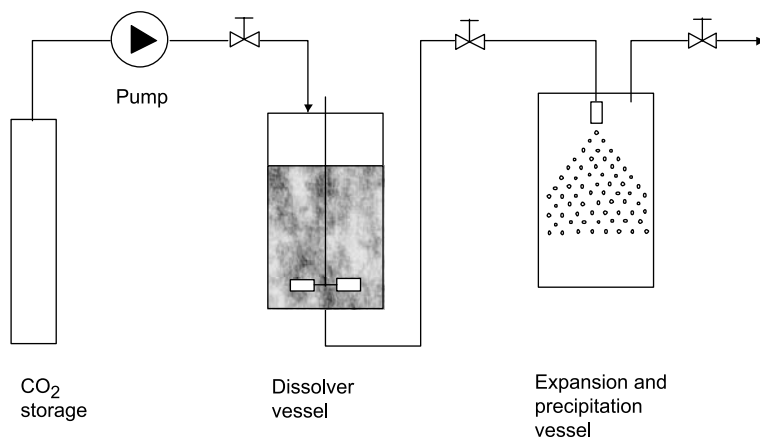 Pump
CO2
storage
Dissolver
vessel
Expansion and
precipitation
vessel